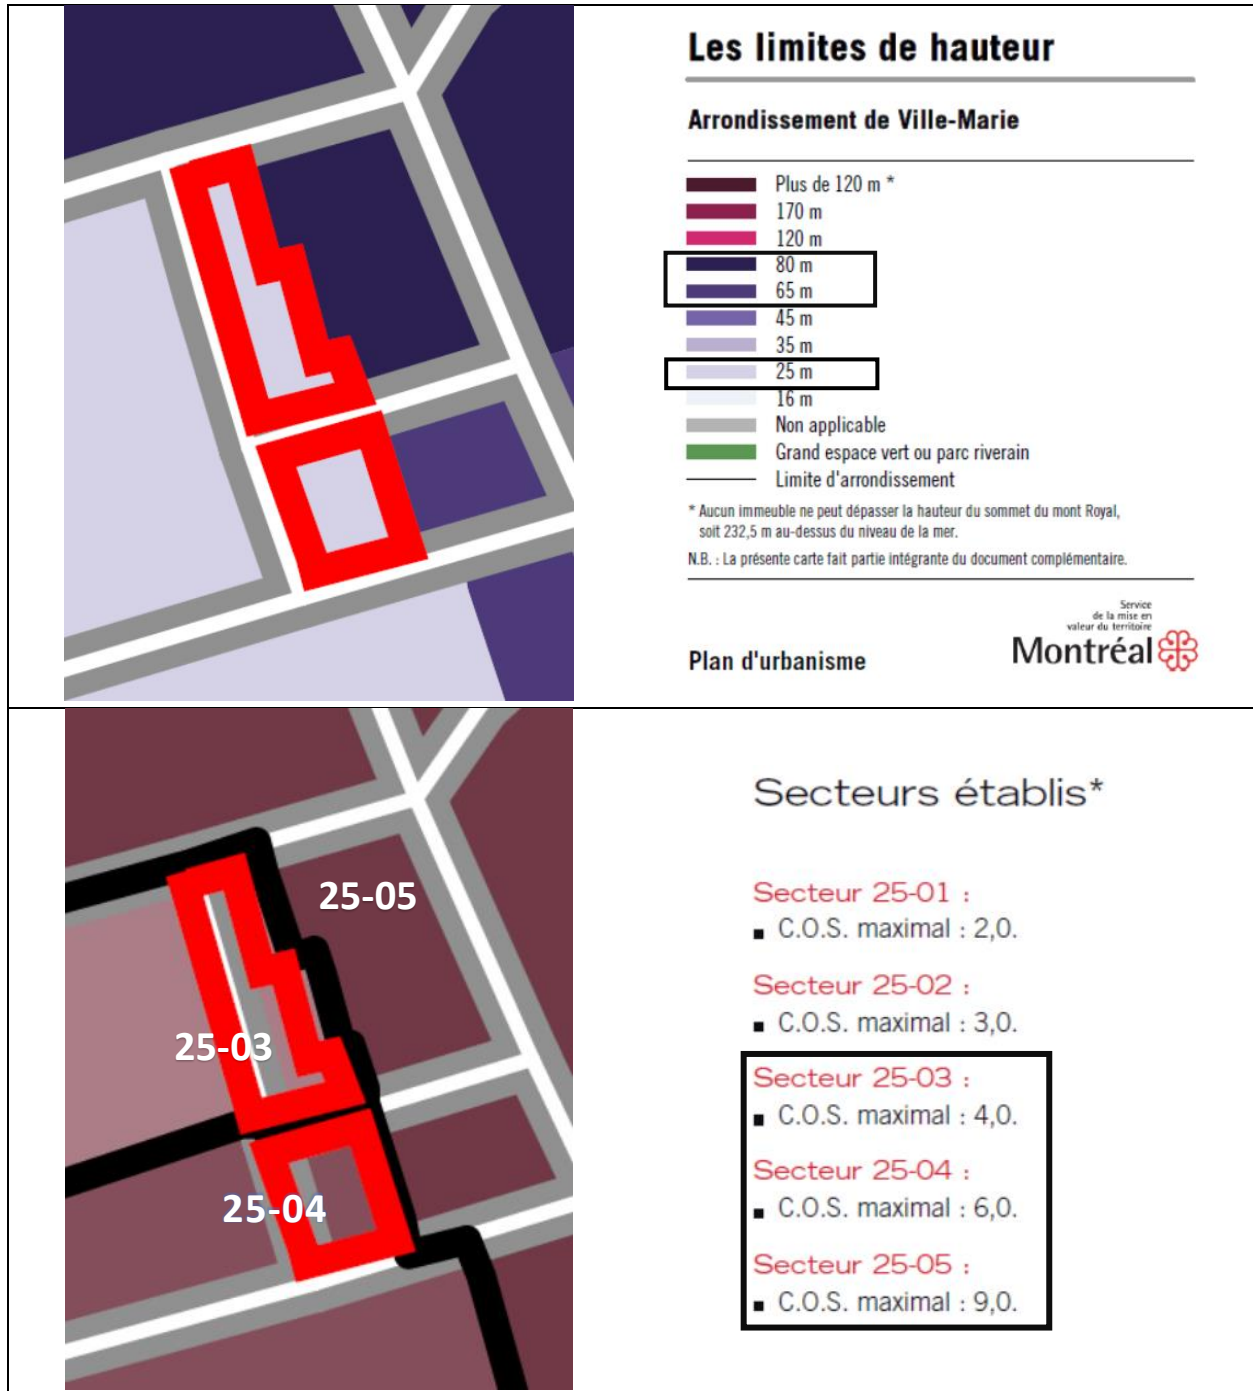 Les limites de hauteur
Arrondissement de Ville-Marie
Plus de 120 m *
170 m
120 m
80 m
65 m
45 m
35 m
25 m
16 m
Non applicable
Grand espace vert ou parc riverain
Limite d'arrondissement
* Aucun immeuble ne peut dépasser la hauteur du sommet du mont Royal,
soit 232,5 m au-dessus du niveau de la mer.
N.B. : La présente carte fait partie intégrante du document complémentaire.
Service
de la mise en
valeur du territoire
Plan d'urbanisme
Montréal
25-05
25-03
25-04
Secteurs établis*
Secteur 25-01 :
■ C.O.S. maximal : 2,0.
Secteur 25-02 :
■ C.O.S. maximal : 3,0.
Secteur 25-03 :
■ C.O.S. maximal : 4,0.
Secteur 25-04 :
■ C.O.S. maximal : 6,0.
Secteur 25-05 :
■ C.O.S. maximal : 9,0.